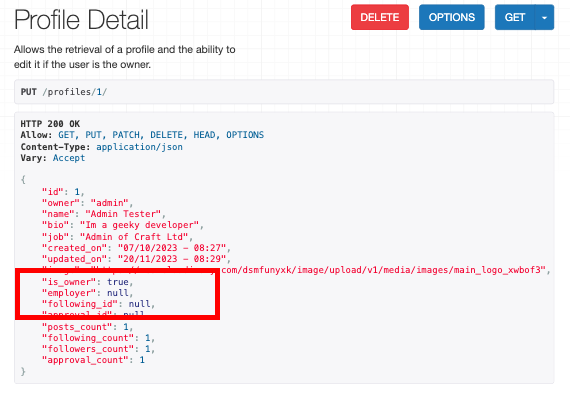 Profile Detail
DELETE
OPTIONS
GET
Allows the retrieval of a profile and the ability to
edit it if the user is the owner.
PUT /profiles/1/
HTTP 200 OK
Allow: GET, PUT, PATCH, DELETE, HEAD, OPTIONS
Content-Type: application/json
Vary: Accept
{
"id": 1,
"owner": "admin",
"name": "Admin Tester",
"bio": "Im a geeky developer",
"job": "Admin of Craft Ltd",
"created_on": "07/10/2023 – 08:27",
"updated_on": "20/11/2023 – 08:29",
com/dsmfunyxk/image/upload/v1/media/images/main_logo_xwbof3",
"is_owner": true,
"employer": null,
"following_id": null,
"approval_id": null,
"posts_count": 1,
"following_count": 1,
"followers_count": 1,
"approval_count": 1
}